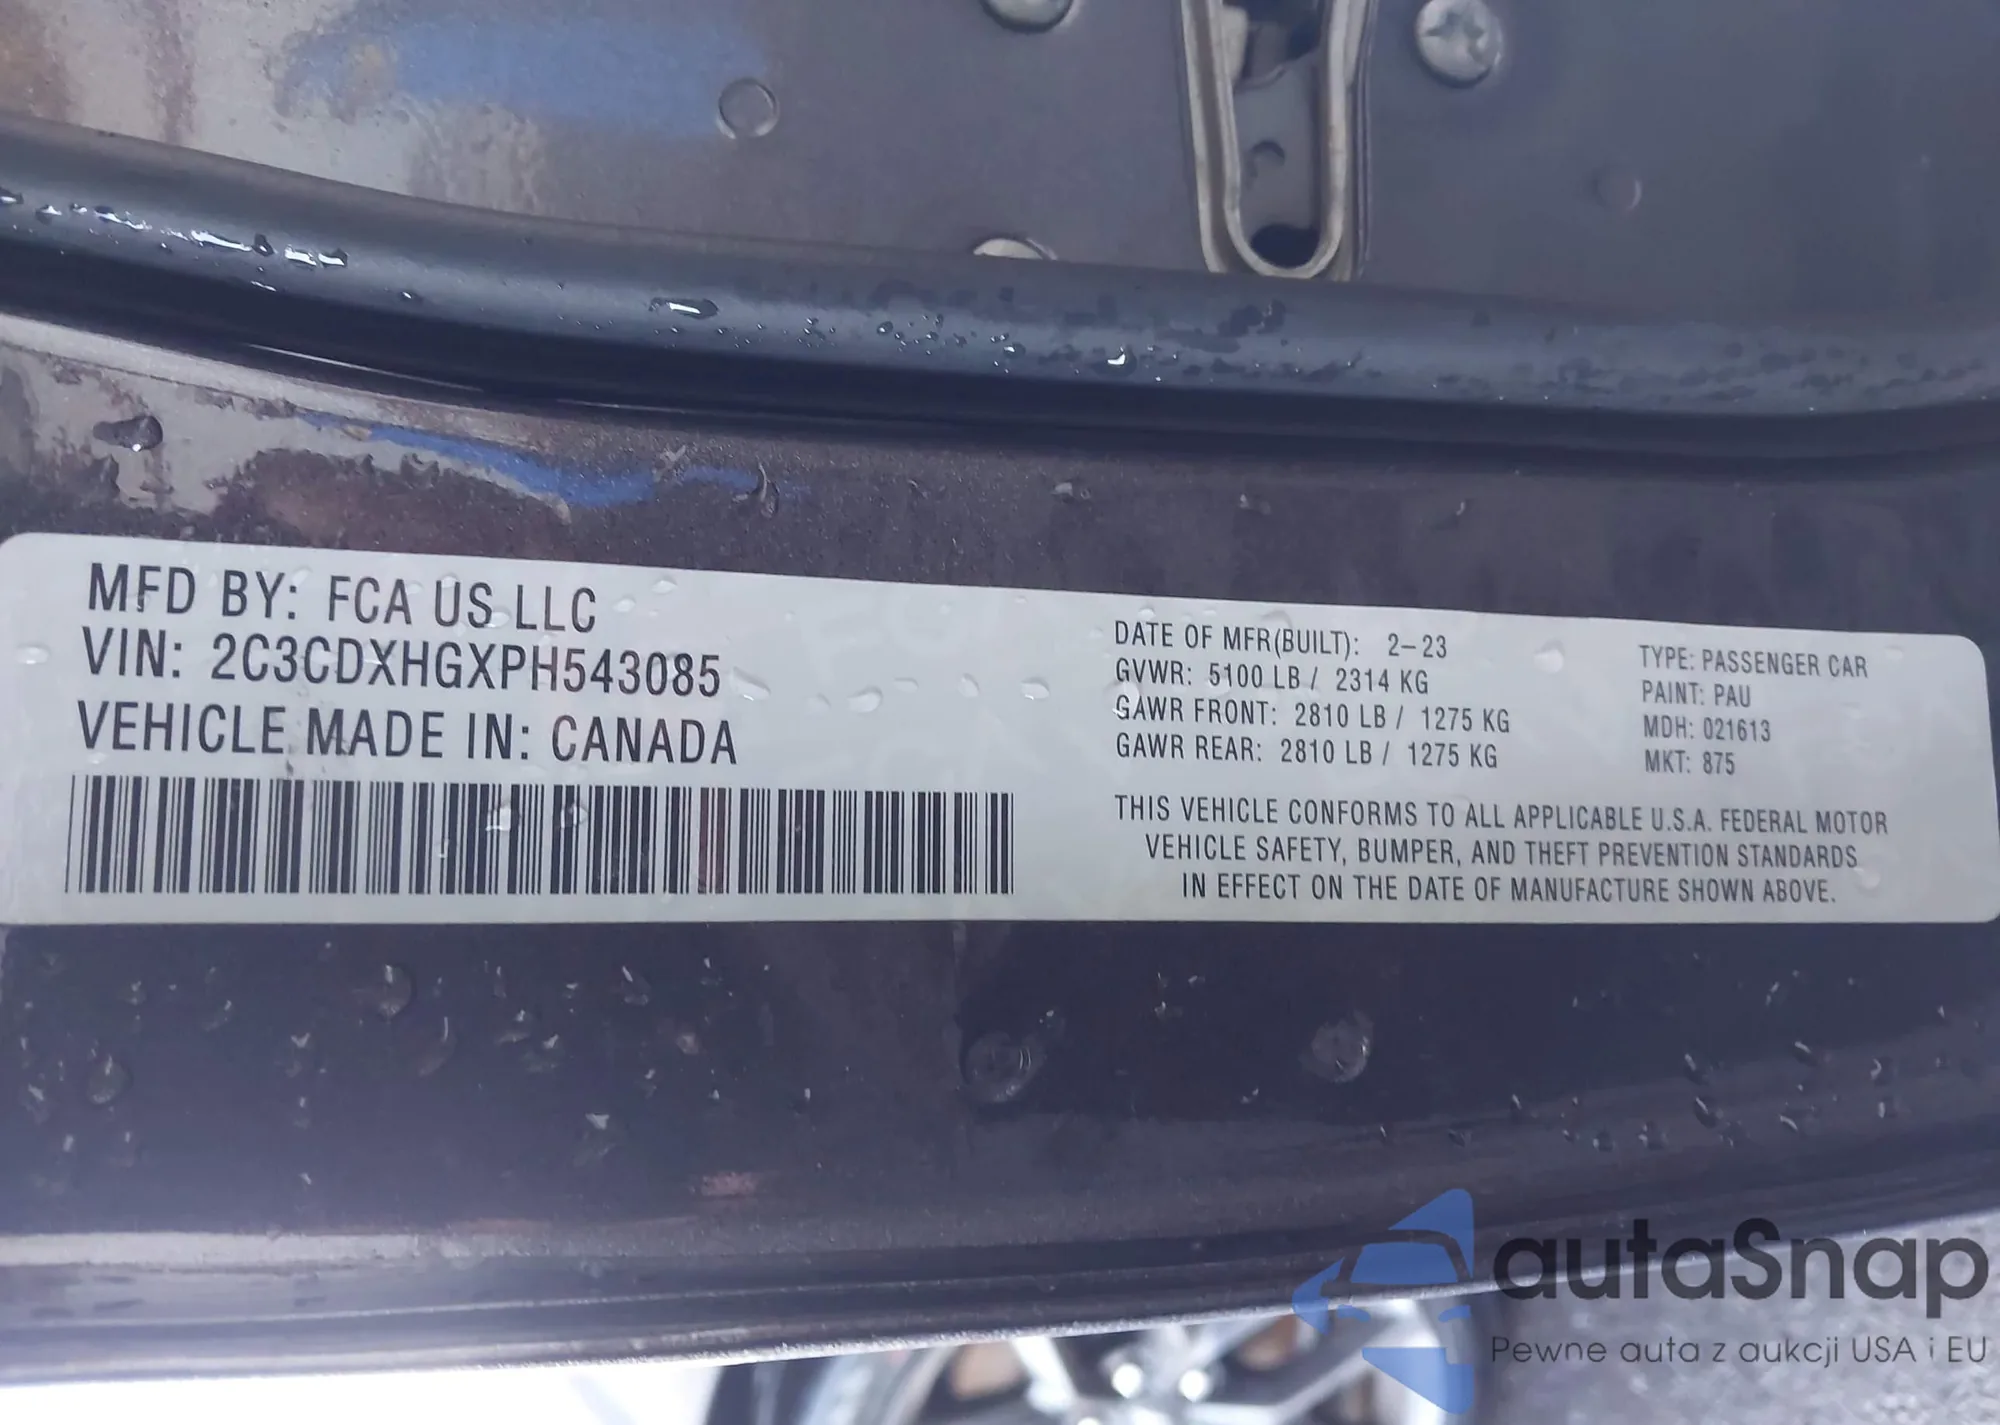 MFD BY: FCA US LLC
VIN: 2C3CDXHGXPH543085
VEHICLE MADE IN: CANADA
DATE OF MFR(BUILT): 2-23
GVWR: 5100 LB / 2314 KG
GAWR FRONT: 2810 LB / 1275 KG
GAWR REAR: 2810 LB / 1275 KG
TYPE: PASSENGER CAR
PAINT: PAU
MDH: 021613
MKT: 875
THIS VEHICLE CONFORMS TO ALL APPLICABLE U.S.A. FEDERAL MOTOR
VEHICLE SAFETY, BUMPER, AND THEFT PREVENTION STANDARDS
IN EFFECT ON THE DATE OF MANUFACTURE SHOWN ABOVE.
autaSnap
Pewne auta z aukcji USA i EU